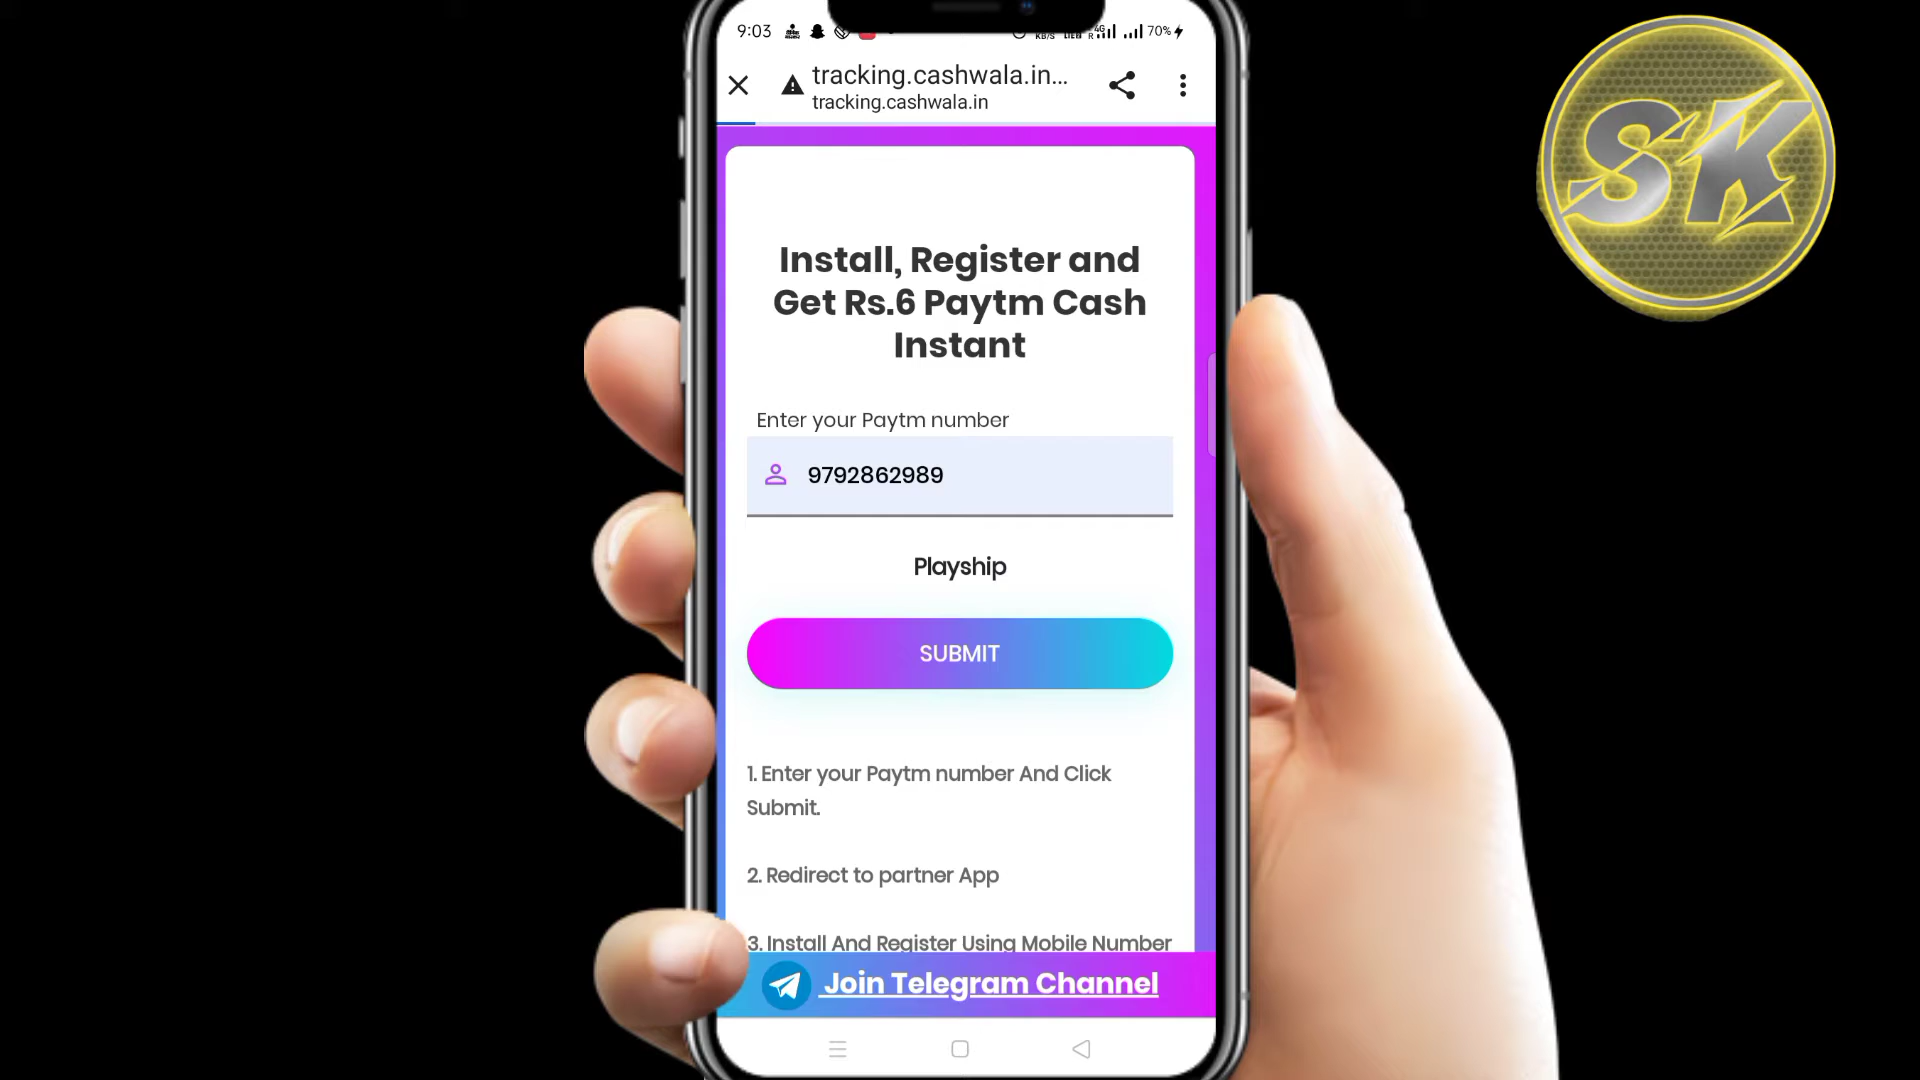 9:03
KB/S
4G
R
70%
tracking.cashwala.in...
tracking.cashwala.in
Install, Register and
Get Rs.6 Paytm Cash
Instant
Enter your Paytm number
9792862989
Playship
SUBMIT
1. Enter your Paytm number And Click
Submit.
2. Redirect to partner App
3. Install And Register Using Mobile Number
Join Telegram Channel
SK